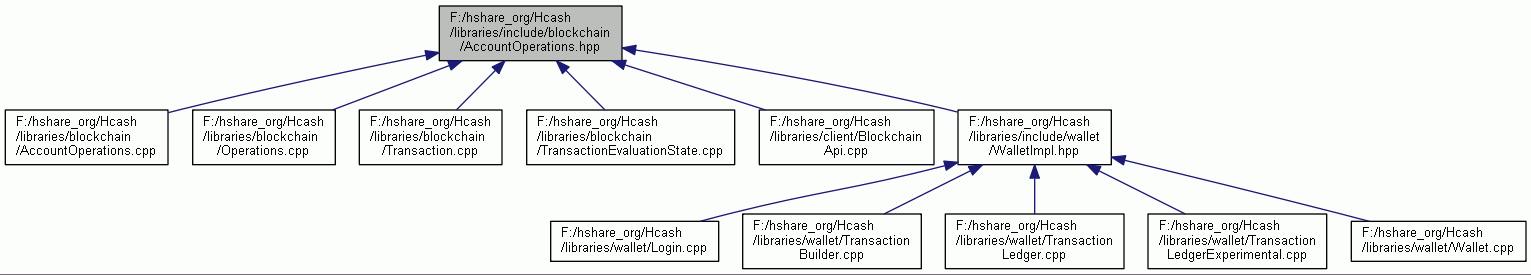 F:/hshare_org/Hcash
/libraries/include/blockchain
/AccountOperations.hpp
F:/hshare_org/Hcash
/libraries/blockchain
/AccountOperations.cpp
F:/hshare_org/Hcash
/libraries/blockchain
/Operations.cpp
F:/hshare_org/Hcash
/libraries/blockchain
/Transaction.cpp
F:/hshare_org/Hcash
/libraries/blockchain
/TransactionEvaluationState.cpp
F:/hshare_org/Hcash
/libraries/client/Blockchain
Api.cpp
F:/hshare_org/Hcash
/libraries/include/wallet
/WalletImpl.hpp
F:/hshare_org/Hcash
/libraries/wallet/Login.cpp
F:/hshare_org/Hcash
/libraries/wallet/Transaction
Builder.cpp
F:/hshare_org/Hcash
/libraries/wallet/Transaction
Ledger.cpp
F:/hshare_org/Hcash
/libraries/wallet/Transaction
LedgerExperimental.cpp
F:/hshare_org/Hcash
/libraries/wallet/Wallet.cpp